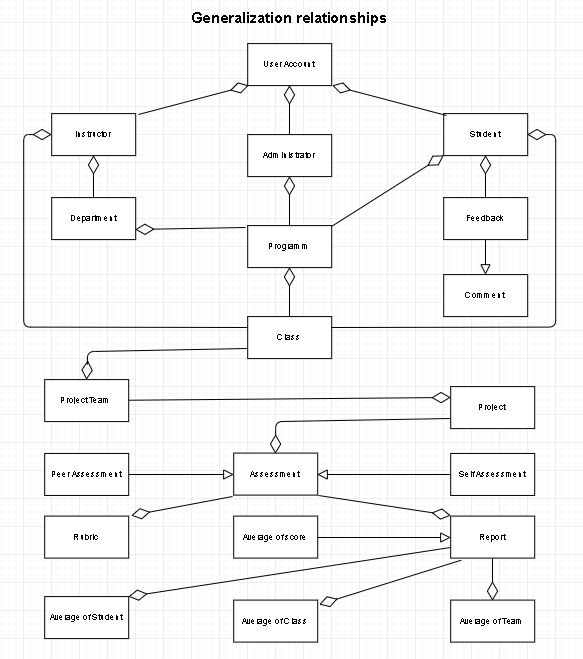 Generalization relationships
UserAccount
Instructor
Administrator
Student
Department
Programm
Feedback
Comment
Class
ProjectTeam
Project
PeerAssessment
Assessment
SelfAssessment
Rubric
Average of score
Report
Average of Student
Average of Class
Average of Team